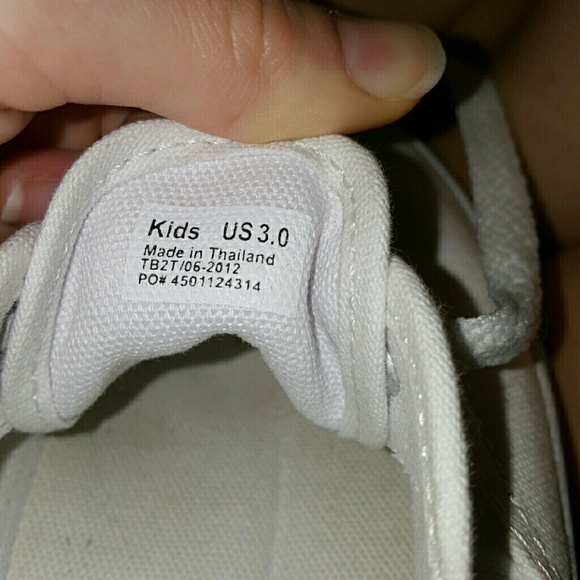 Kids US 3.0
Made in Thailand
TB2T/06-2012
PO# 4501124314